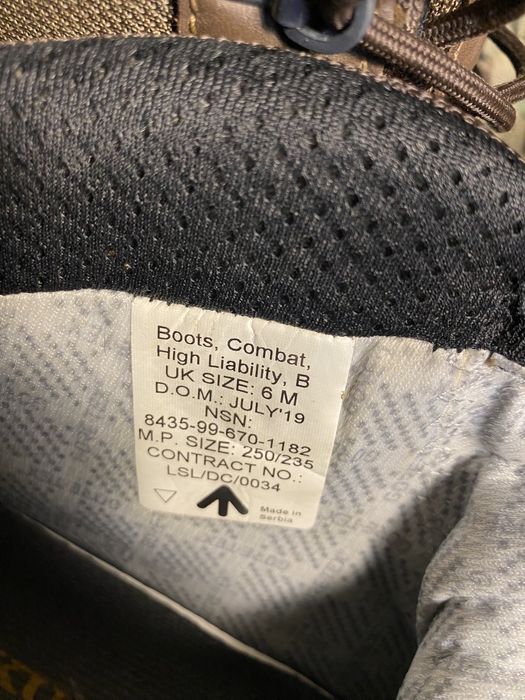 Boots, Combat,
High Liability, B
UK SIZE: 6 M
D.O.M.: JULY'19
NSN:
8435-99-670-1182
M.P. SIZE: 250/235
CONTRACT NO.:
LSL/DC/0034
Made in
Serbia